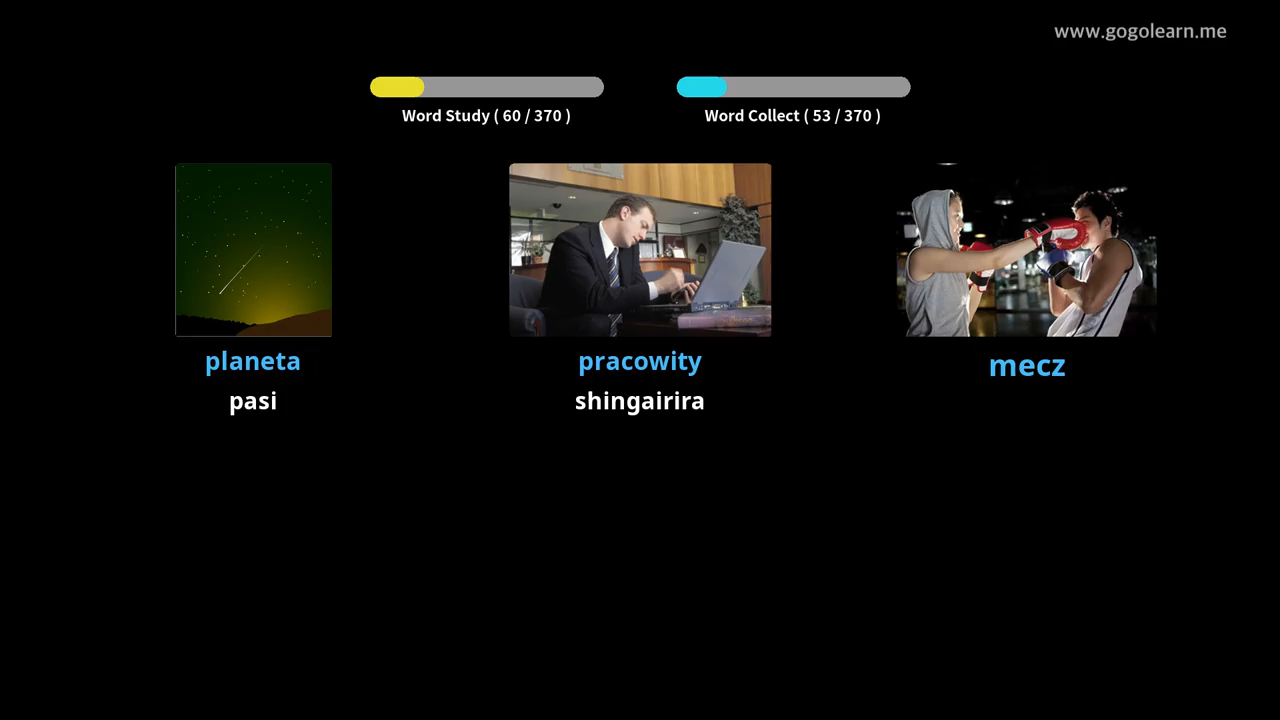 www.gogolearn.me
Word Study ( 60 / 370 )
Word Collect ( 53 / 370 )
planeta
pasi
pracowity
shingairira
mecz